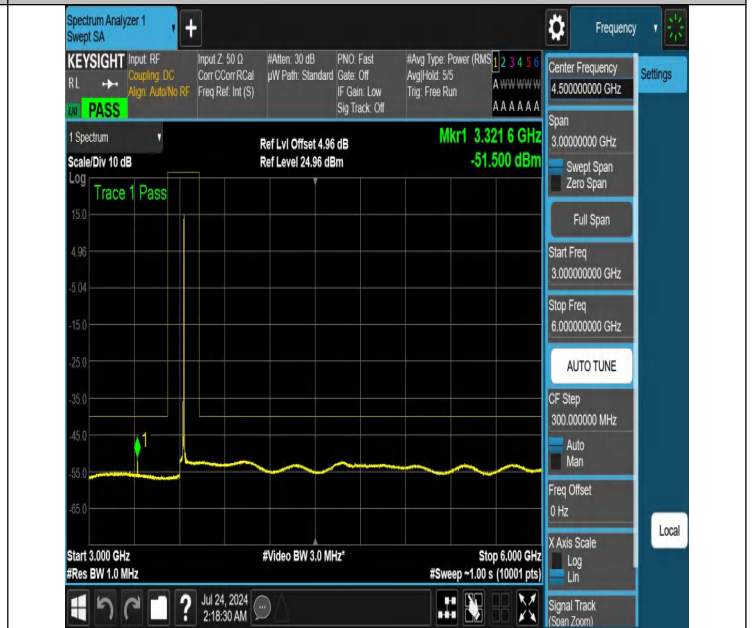 Spectrum Analyzer 1
Swept SA
Frequency
KEYSIGHT
RL
PASS
Input: RF
Coupling: DC
Align: Auto/No RF
Input Z: 50 Ω
Corr CCorr RCal
Freq Ref: Int (S)
#Atten: 30 dB
µW Path: Standard
PNO: Fast
Gate: Off
IF Gain: Low
Sig Track: Off
#Avg Type: Power (RMS
Avg|Hold: 5/5
Trig: Free Run
1 2 3 4 5 6
A W W W W W
A A A A A A
1 Spectrum
Scale/Div 10 dB
Ref Lvl Offset 4.96 dB
Ref Level 24.96 dBm
Mkr1 3.321 6 GHz
-51.500 dBm
Log
Trace 1 Pass
15.0
4.96
-5.04
-15.0
-25.0
-35.0
-45.0
-55.0
-65.0
1
Start 3.000 GHz
#Res BW 1.0 MHz
#Video BW 3.0 MHz*
Stop 6.000 GHz
#Sweep ~1.00 s (10001 pts)
Center Frequency
4.500000000 GHz
Settings
Span
3.00000000 GHz
Swept Span
Zero Span
Full Span
Start Freq
3.000000000 GHz
Stop Freq
6.000000000 GHz
AUTO TUNE
CF Step
300.000000 MHz
Auto
Man
Freq Offset
0 Hz
Local
X Axis Scale
Log
Lin
Signal Track
(Span Zoom)
?
Jul 24, 2024
2:18:30 AM